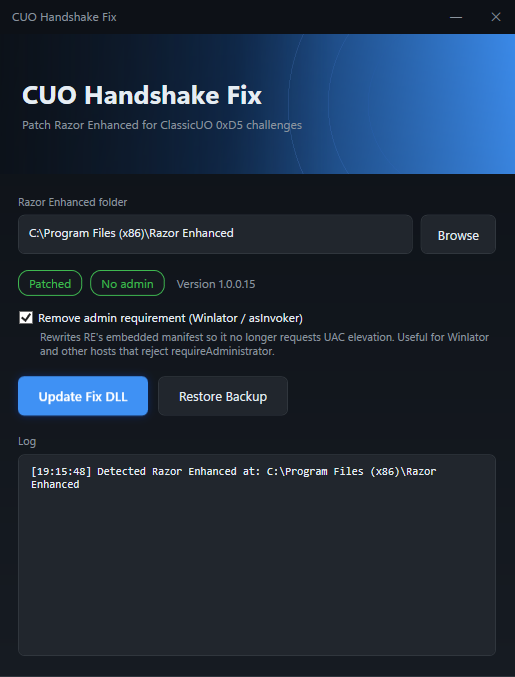 CUO Handshake Fix
CUO Handshake Fix
Patch Razor Enhanced for ClassicUO 0xD5 challenges
Razor Enhanced folder
C:\Program Files (x86)\Razor Enhanced
Browse
Patched
No admin
Version 1.0.0.15
Remove admin requirement (Winlator / asInvoker)
Rewrites RE's embedded manifest so it no longer requests UAC elevation. Useful for Winlator
and other hosts that reject requireAdministrator.
Update Fix DLL
Restore Backup
Log
[19:15:48] Detected Razor Enhanced at: C:\Program Files (x86)\Razor
Enhanced